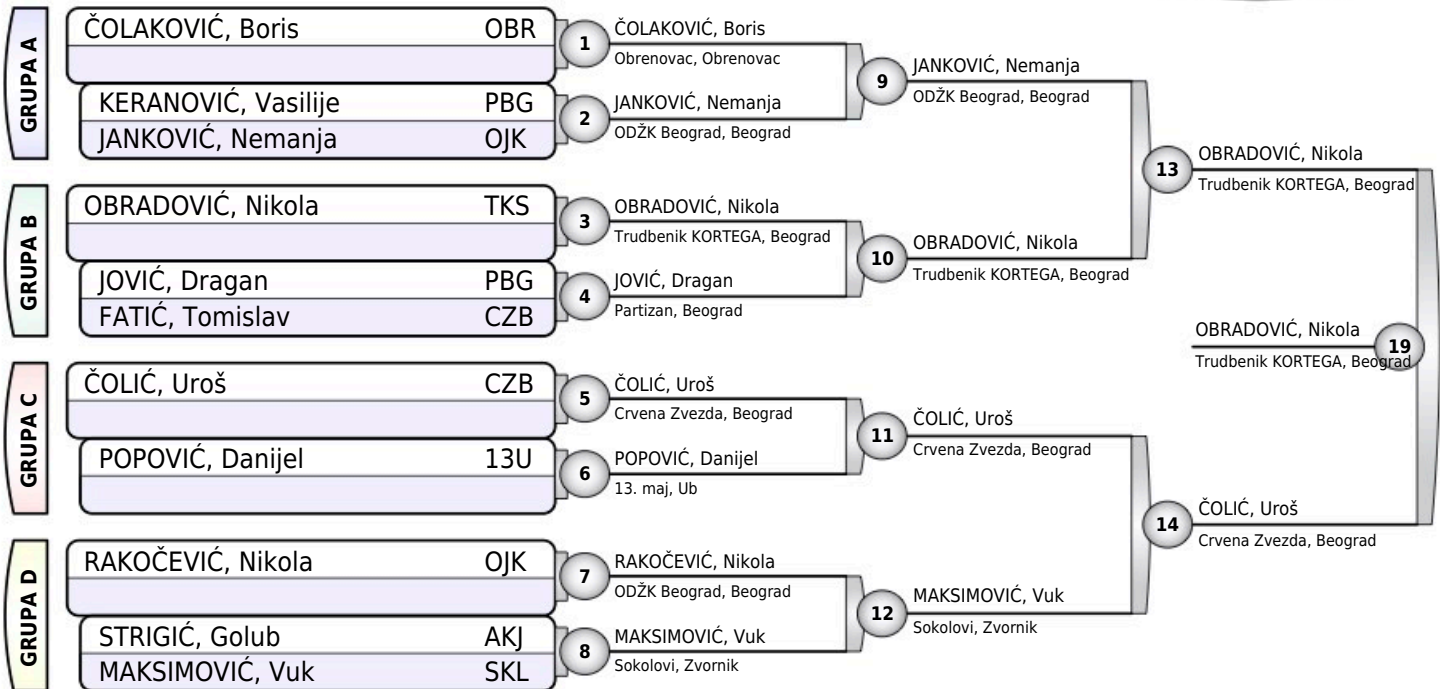 GRUPA A
ČOLAKOVIĆ, Boris OBR
KERANOVIĆ, Vasilije PBG
JANKOVIĆ, Nemanja OJK
GRUPA B
OBRADOVIĆ, Nikola TKS
JOVIĆ, Dragan PBG
FATIĆ, Tomislav CZB
GRUPA C
ČOLIĆ, Uroš CZB
POPOVIĆ, Danijel 13U
GRUPA D
RAKOČEVIĆ, Nikola OJK
STRIGIĆ, Golub AKJ
MAKSIMOVIĆ, Vuk SKL
1
ČOLAKOVIĆ, Boris
Obrenovac, Obrenovac
2
JANKOVIĆ, Nemanja
ODŽK Beograd, Beograd
3
OBRADOVIĆ, Nikola
Trudbenik KORTEGA, Beograd
4
JOVIĆ, Dragan
Partizan, Beograd
5
ČOLIĆ, Uroš
Crvena Zvezda, Beograd
6
POPOVIĆ, Danijel
13. maj, Ub
7
RAKOČEVIĆ, Nikola
ODŽK Beograd, Beograd
8
MAKSIMOVIĆ, Vuk
Sokolovi, Zvornik
9
JANKOVIĆ, Nemanja
ODŽK Beograd, Beograd
10
OBRADOVIĆ, Nikola
Trudbenik KORTEGA, Beograd
11
ČOLIĆ, Uroš
Crvena Zvezda, Beograd
12
MAKSIMOVIĆ, Vuk
Sokolovi, Zvornik
13
OBRADOVIĆ, Nikola
Trudbenik KORTEGA, Beograd
14
ČOLIĆ, Uroš
Crvena Zvezda, Beograd
OBRADOVIĆ, Nikola
19
Trudbenik KORTEGA, Beograd